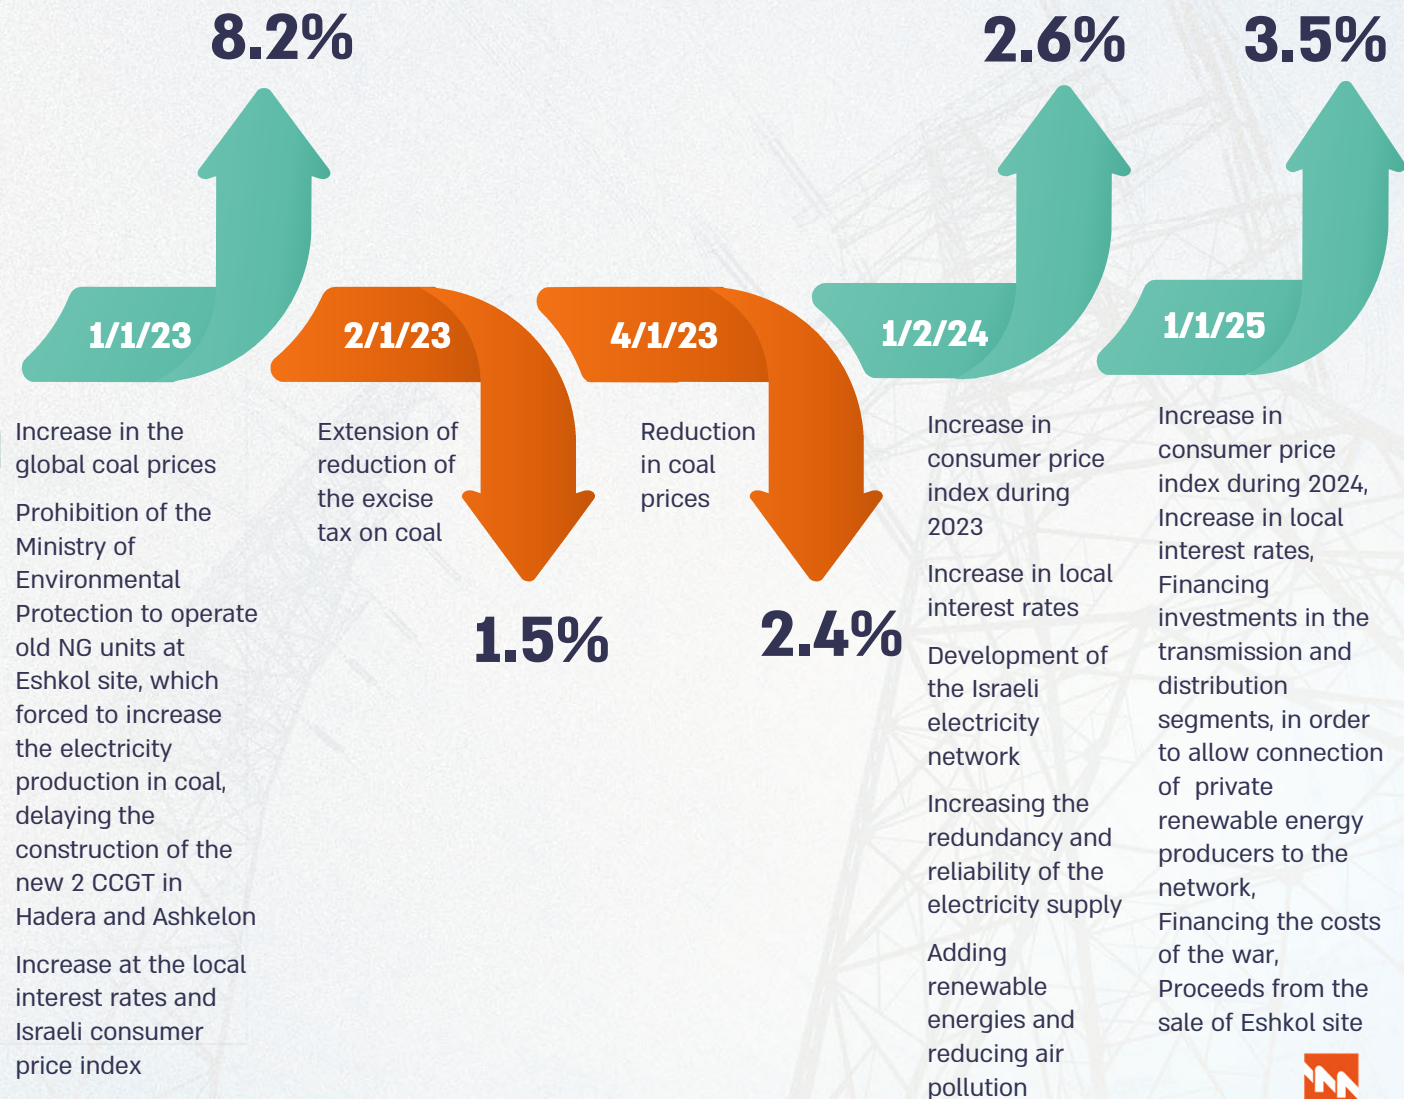 8.2%
2.6%
3.5%
1/1/23
2/1/23
4/1/23
1/2/24
1/1/25
Increase in the
global coal prices
Prohibition of the
Ministry of
Environmental
Protection to operate
old NG units at
Eshkol site, which
forced to increase
the electricity
production in coal,
delaying the
construction of the
new 2 CCGT in
Hadera and Ashkelon
Increase at the local
interest rates and
Israeli consumer
price index
Extension of
reduction of
the excise
tax on coal
1.5%
Reduction
in coal
prices
2.4%
Increase in
consumer price
index during
2023
Increase in local
interest rates
Development of
the Israeli
electricity
network
Increasing the
redundancy and
reliability of the
electricity supply
Adding
renewable
energies and
reducing air
pollution
Increase in
consumer price
index during 2024,
Increase in local
interest rates,
Financing
investments in the
transmission and
distribution
segments, in order
to allow connection
of private
renewable energy
producers to the
network,
Financing the costs
of the war,
Proceeds from the
sale of Eshkol site